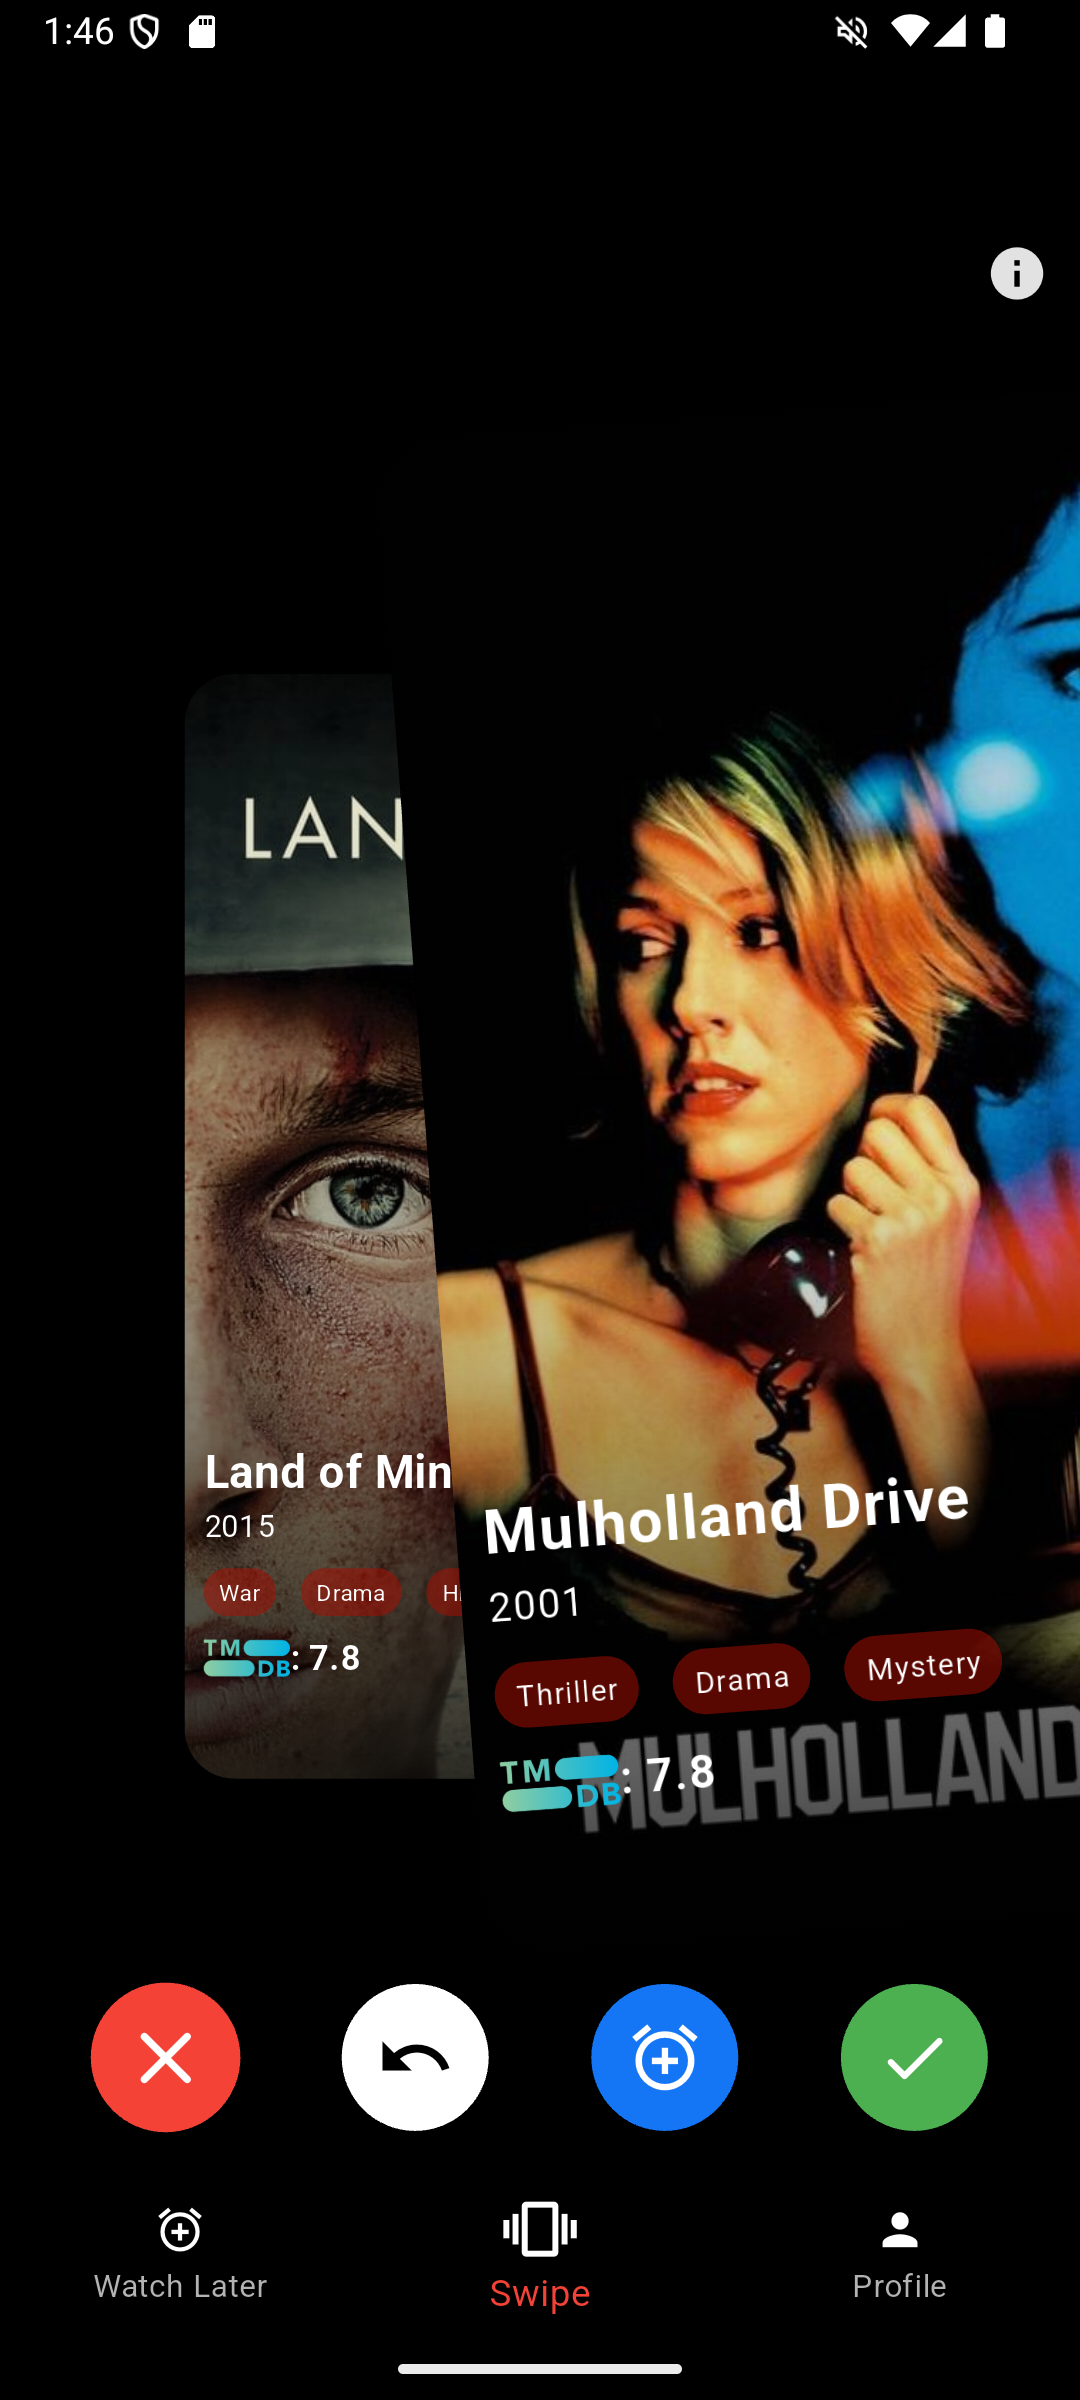 1:46
LAN
Land of Min
2015
War Drama H
TMDB: 7.8
Mulholland Drive
2001
Thriller Drama Mystery
TMDB: 7.8
MULHOLLAND
Watch Later
Swipe
Profile